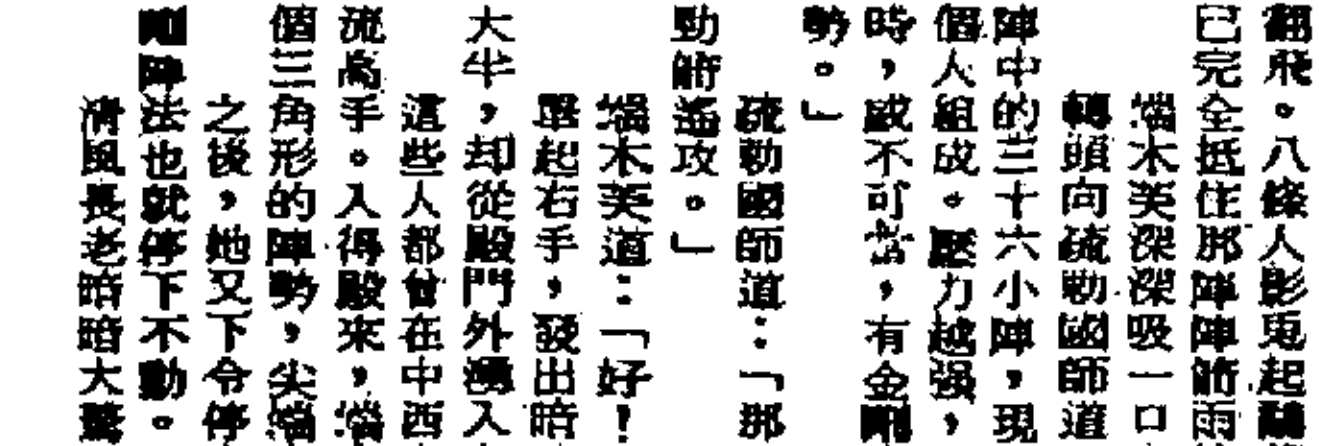 翻飛。八條人影兎起鶻
已完全抵住那陣陣箭雨
端木芙深深吸一口
轉頭向疏勒國師道
陣中的三十六小陣，現
個人組成。壓力越强，
時，威不可當，有金剛
勢。」
疏勒國師道：「那
勁箭遙攻。」
端木芙道：「好！
擧起右手，發出暗
大半，却從殿門外湧入
這些人都曾在中西
流高手。入得殿來，端
個三角形的陣勢，尖端
之後，她又下令停
剛陣法也就停下不動。
清風長老暗暗大驚